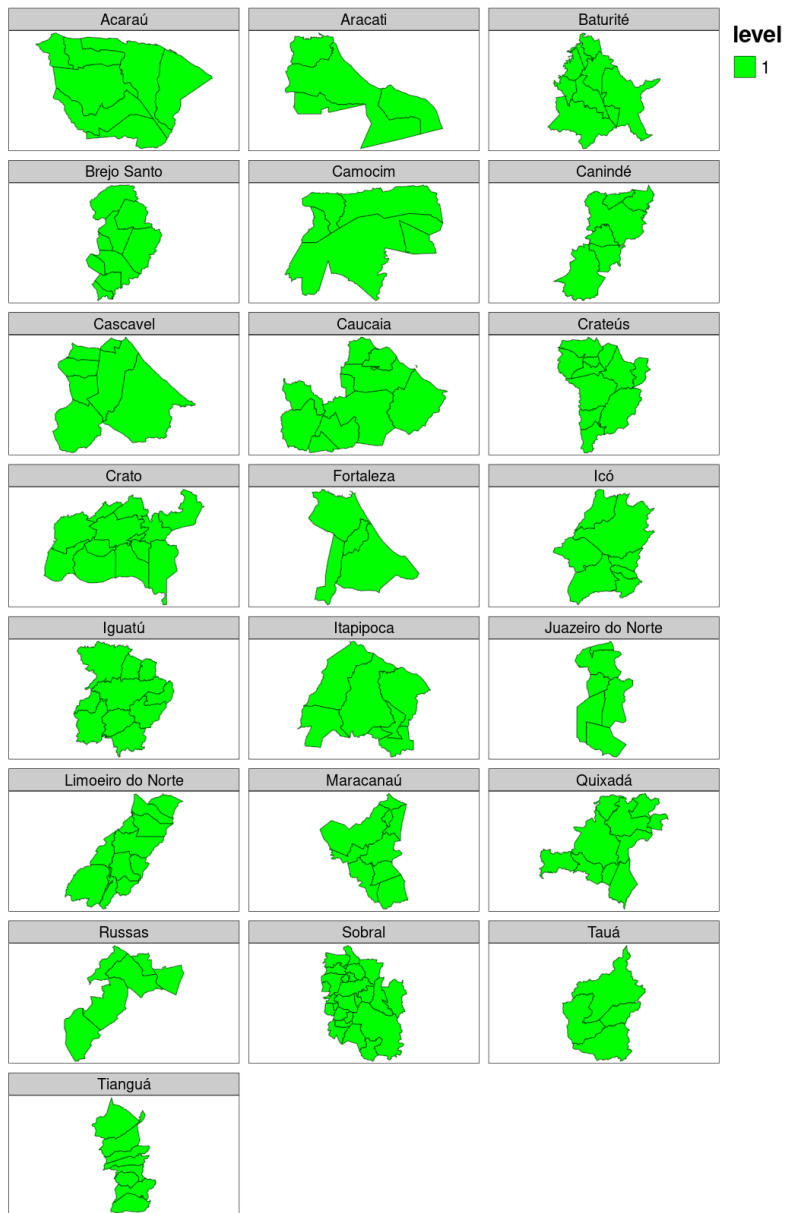 Acaraú
Aracati
Baturité
level
1
Brejo Santo
Camocim
Canindé
Cascavel
Caucaia
Crateús
Crato
Fortaleza
Icó
Iguatú
Itapipoca
Juazeiro do Norte
Limoeiro do Norte
Maracanaú
Quixadá
Russas
Sobral
Tauá
Tianguá